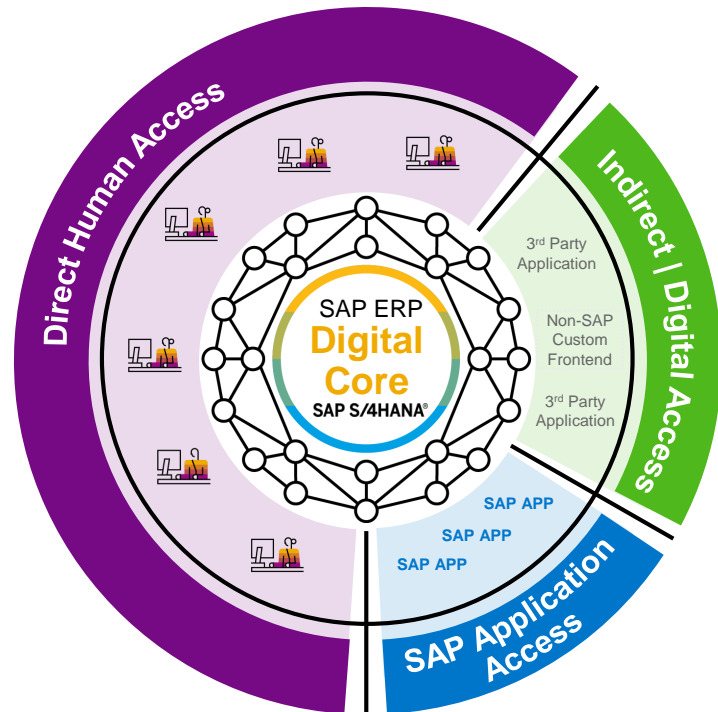 Direct Human Access
Indirect | Digital Access
3rd Party
Application
Non-SAP
Custom
Frontend
3rd Party
Application
SAP ERP
Digital
Core
SAP S/4HANA®
SAP APP
SAP APP
SAP APP
SAP Application
Access